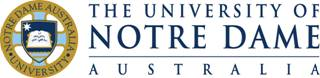 NOTRE DAME AUSTRALIA
UNIVERSITY
THE UNIVERSITY OF
NOTRE DAME
AUSTRALIA